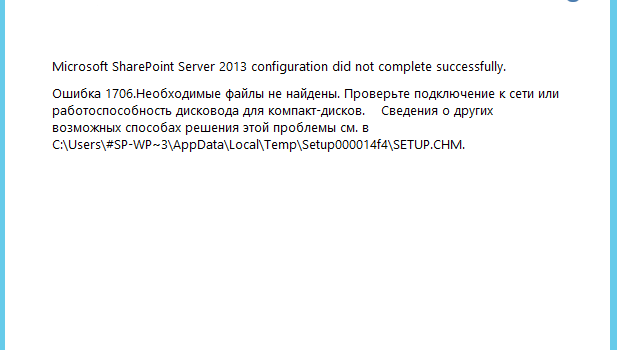 Microsoft SharePoint Server 2013 configuration did not complete successfully.
Ошибка 1706.Необходимые файлы не найдены. Проверьте подключение к сети или
работоспособность дисковода для компакт-дисков. Сведения о других
возможных способах решения этой проблемы см. в
C:\Users\#SP-WP~3\AppData\Local\Temp\Setup000014f4\SETUP.CHM.